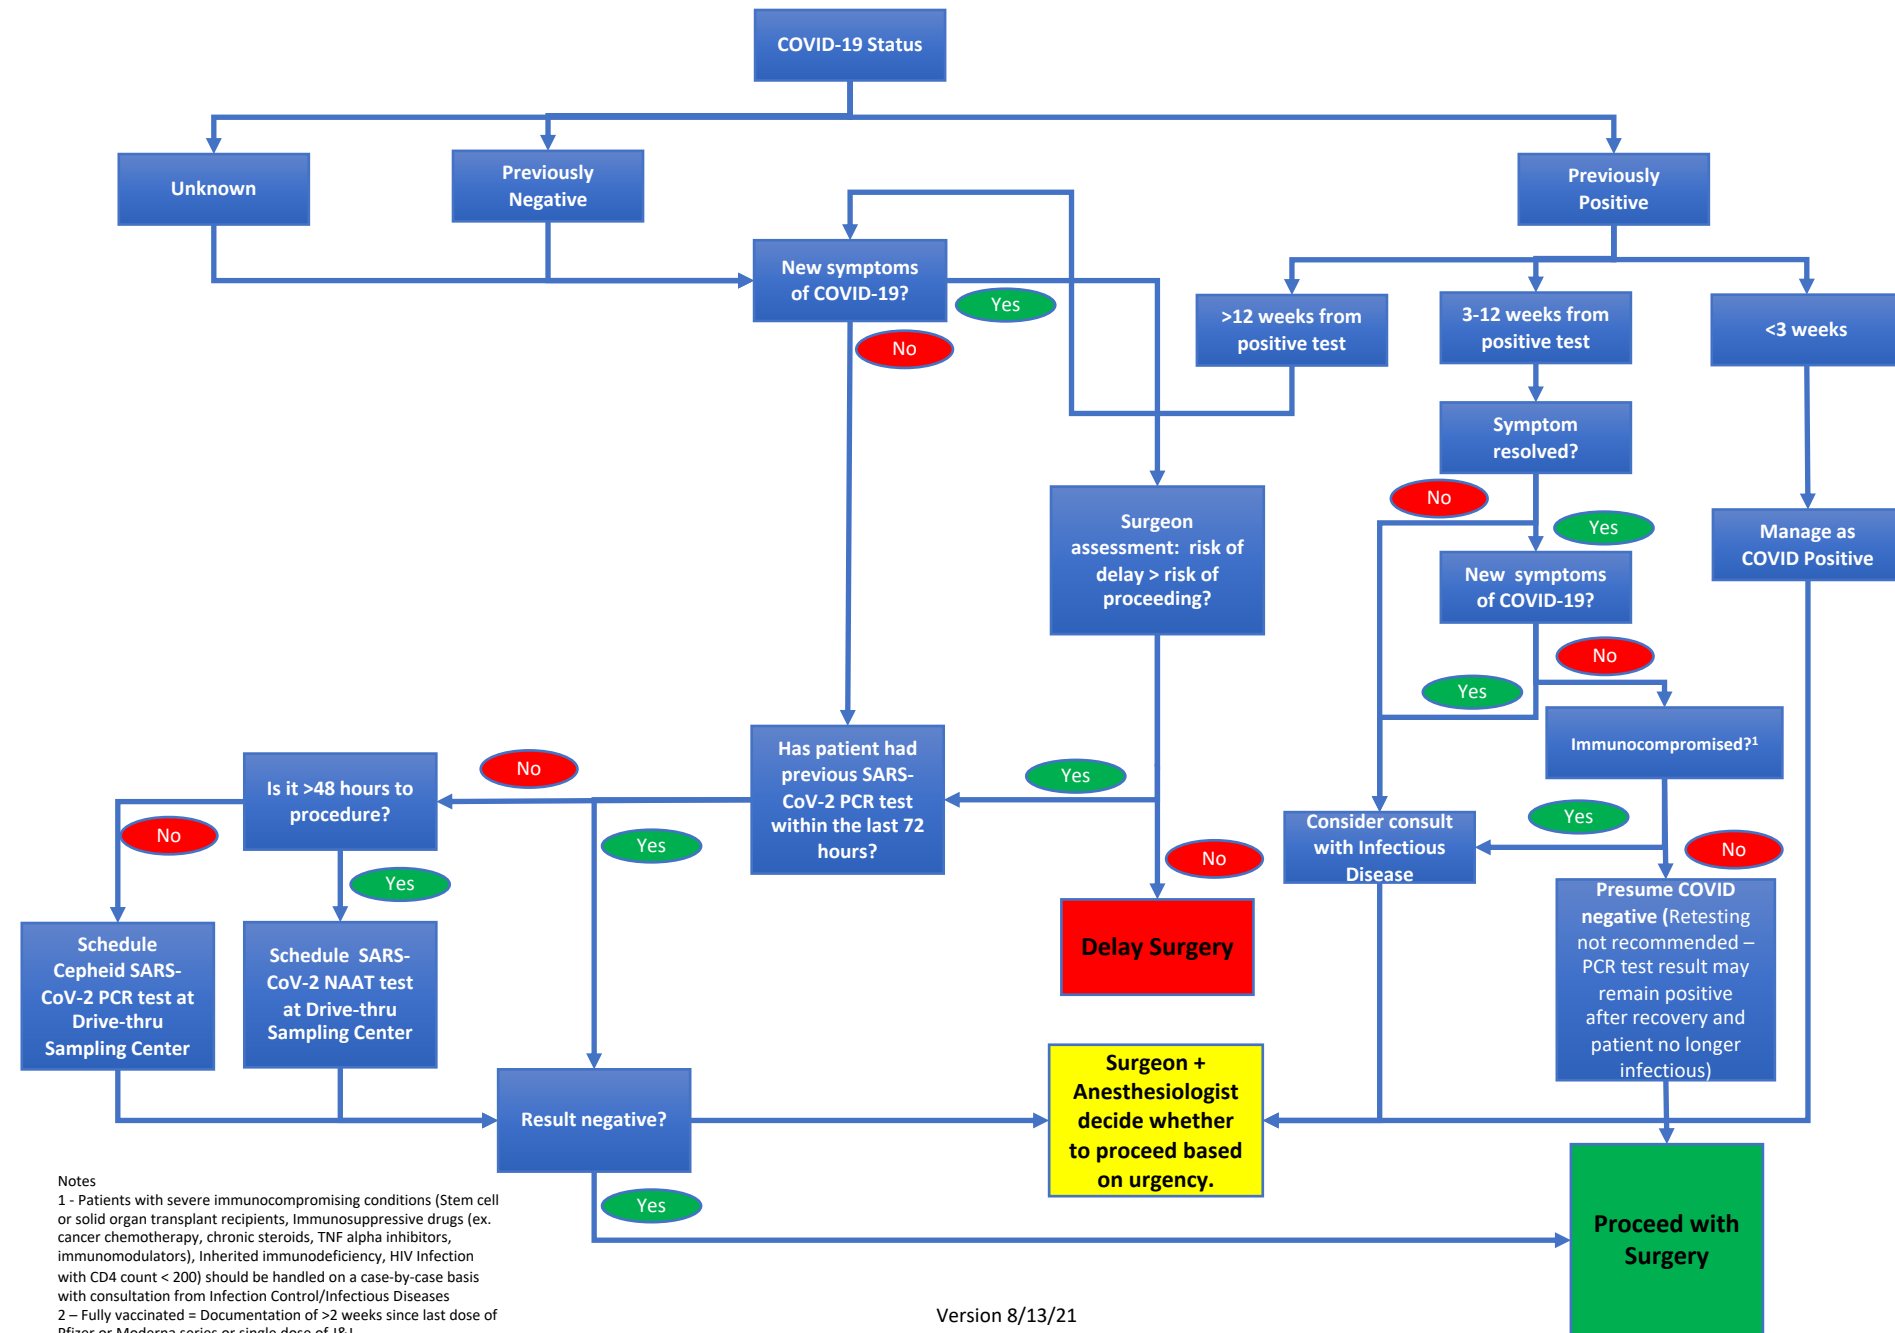 COVID-19 Status
Unknown
Previously
Negative
Previously
Positive
New symptoms
of COVID-19?
Yes
No
>12 weeks from
positive test
3-12 weeks from
positive test
<3 weeks
Symptom
resolved?
No
Yes
Surgeon
assessment:  risk of
delay > risk of
proceeding?
Manage as
COVID Positive
New  symptoms
of COVID-19?
No
Yes
Immunocompromised?1
Has patient had
previous SARS-
CoV-2 PCR test
within the last 72
hours?
Is it >48 hours to
procedure?
No
Yes
No
Yes
Yes
No
Yes
No
Consider consult
with Infectious
Disease
Schedule
Cepheid SARS-
CoV-2 PCR test at
Drive-thru
Sampling Center
Schedule  SARS-
CoV-2 NAAT test
at Drive-thru
Sampling Center
Delay Surgery
Presume COVID
negative (Retesting
not recommended –
PCR test result may
remain positive
after recovery and
patient no longer
infectious)
Result negative?
Yes
Surgeon +
Anesthesiologist
decide whether
to proceed based
on urgency.
Proceed with
Surgery
Notes
1 - Patients with severe immunocompromising conditions (Stem cell
or solid organ transplant recipients, Immunosuppressive drugs (ex.
cancer chemotherapy, chronic steroids, TNF alpha inhibitors,
immunomodulators), Inherited immunodeficiency, HIV Infection
with CD4 count < 200) should be handled on a case-by-case basis
with consultation from Infection Control/Infectious Diseases
2 – Fully vaccinated = Documentation of >2 weeks since last dose of
Pfizer or Moderna series or single dose of J&J
Version 8/13/21